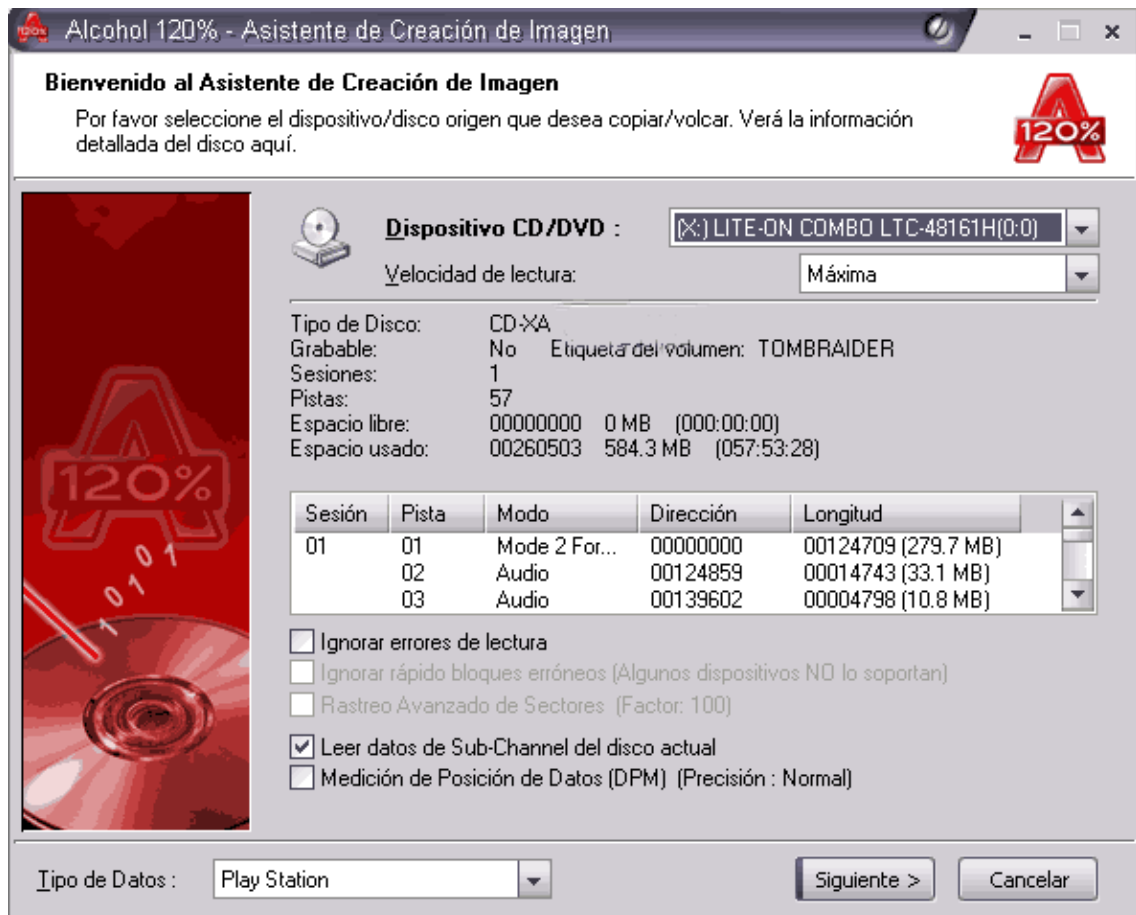 Alcohol 120% - Asistente de Creación de Imagen
Bienvenido al Asistente de Creación de Imagen
Por favor seleccione el dispositivo/disco origen que desea copiar/volcar. Verá la información
detallada del disco aquí.
120%
Dispositivo CD/DVD :
(X:) LITE-ON COMBO LTC-48161H(0:0)
Velocidad de lectura:
Máxima
Tipo de Disco: CD-XA
Grabable: No Etiqueta del volumen: TOMBRAIDER
Sesiones: 1
Pistas: 57
Espacio libre: 00000000 0 MB (000:00:00)
Espacio usado: 00260503 584.3 MB (057:53:28)
120%
10101
Sesión Pista Modo Dirección Longitud
01 01 Mode 2 For... 00000000 00124709 (279.7 MB)
02 Audio 00124859 00014743 (33.1 MB)
03 Audio 00139602 00004798 (10.8 MB)
Ignorar errores de lectura
Ignorar rápido bloques erróneos (Algunos dispositivos NO lo soportan)
Rastreo Avanzado de Sectores (Factor: 100)
Leer datos de Sub-Channel del disco actual
Medición de Posición de Datos (DPM) (Precisión : Normal)
Tipo de Datos : Play Station
Siguiente > Cancelar